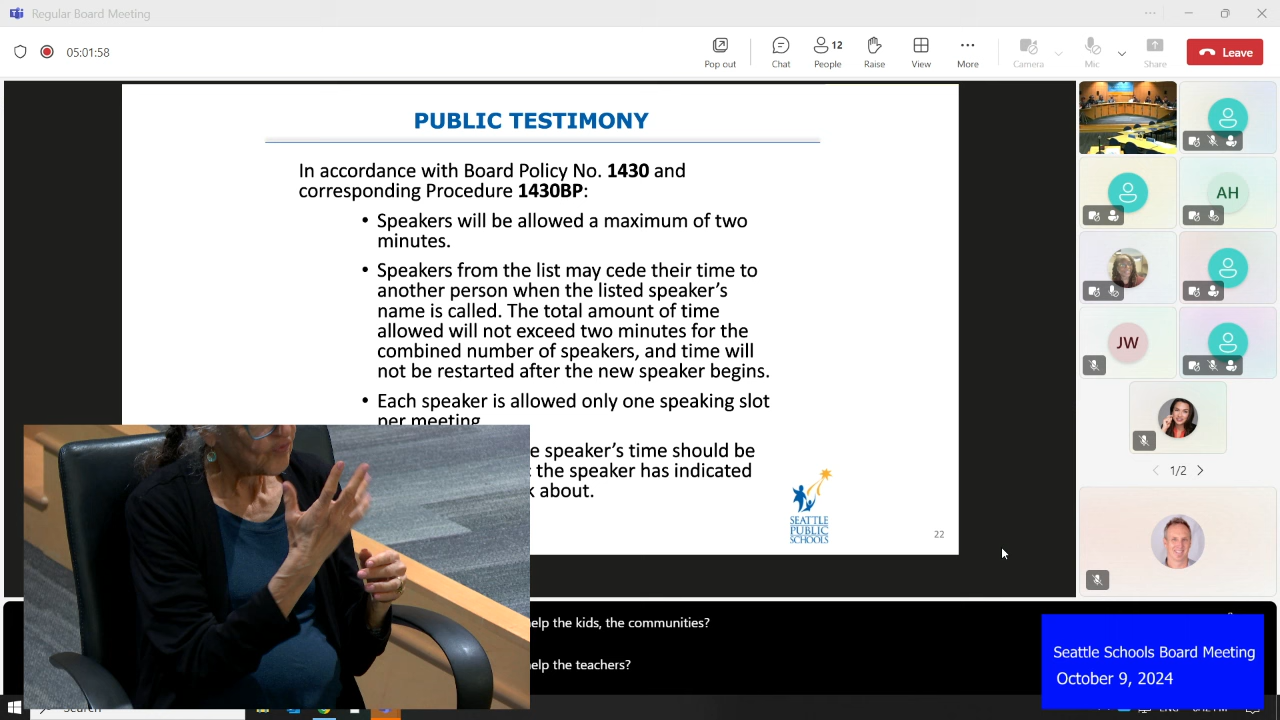 Regular Board Meeting
05:01:58
Pop out
Chat
12
People
Raise
View
More
Camera
Mic
Share
Leave
PUBLIC TESTIMONY
In accordance with Board Policy No. 1430 and
corresponding Procedure 1430BP:
• Speakers will be allowed a maximum of two
minutes.
• Speakers from the list may cede their time to
another person when the listed speaker’s
name is called. The total amount of time
allowed will not exceed two minutes for the
combined number of speakers, and time will
not be restarted after the new speaker begins.
• Each speaker is allowed only one speaking slot
per meeting
speaker’s time should be
the speaker has indicated
about.
SEATTLE
PUBLIC
SCHOOLS
22
AH
JW
1/2
the kids, the communities?
the teachers?
Seattle Schools Board Meeting
October 9, 2024
Search